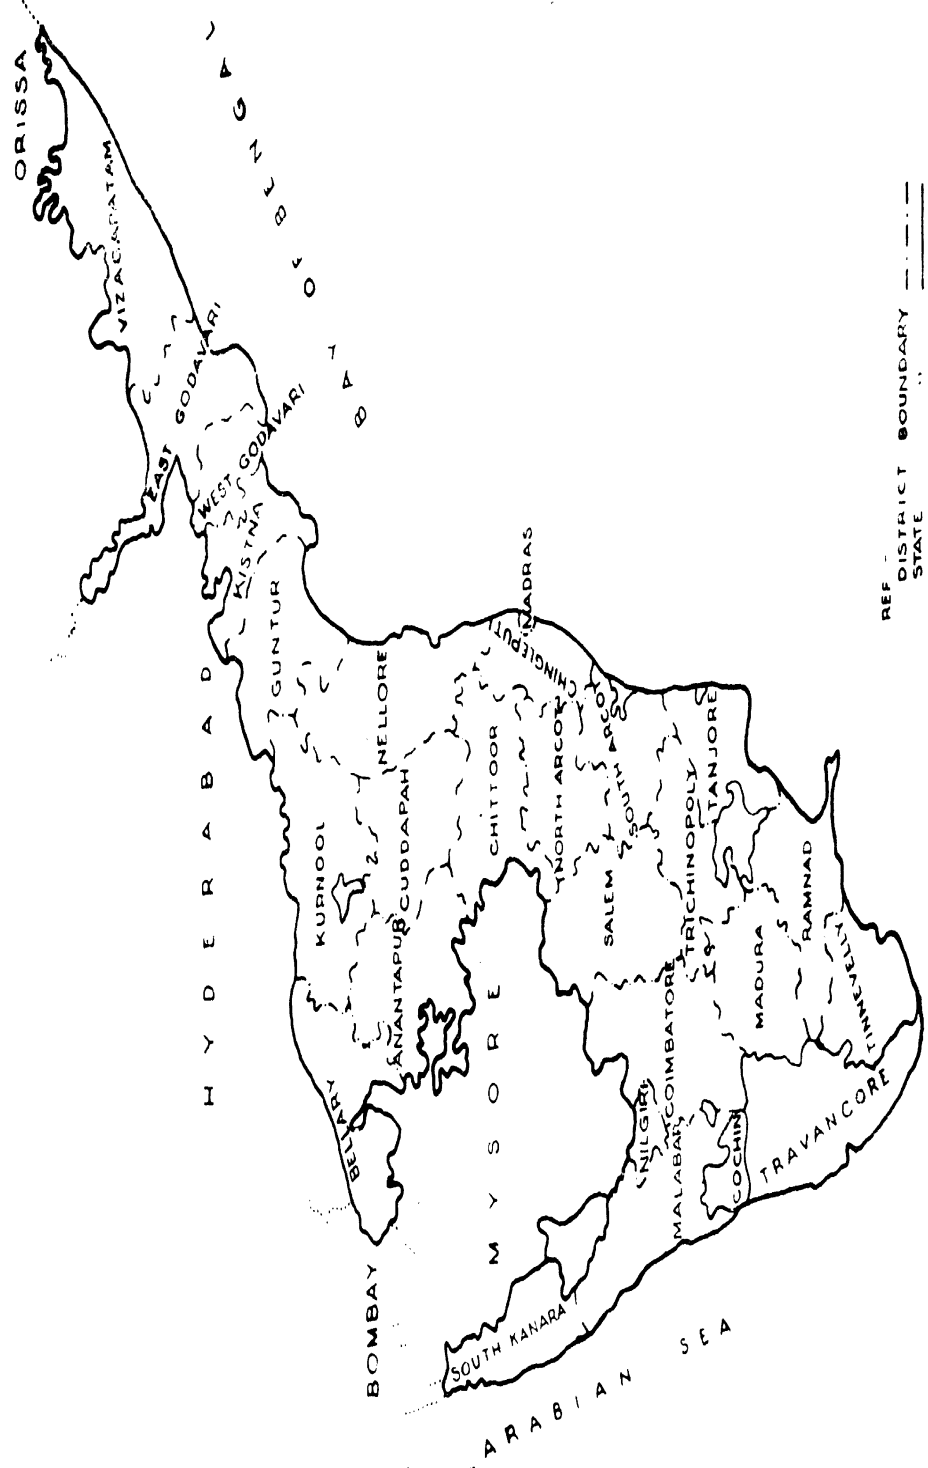 ORISSA
VIZAGAPATAM
EAST GODAVARI
WEST GODAVARI
KISTNA
GUNTUR
BAY OF BENGAL
HYDERABAD
KURNOOL
NELLORE
CUDDAPAH
ANANTAPUR
BELLARY
BOMBAY
MYSORE
CHITTOOR
CHINGLEPUT
MADRAS
NORTH ARCOT
SOUTH ARCOT
SALEM
TRICHINOPOLY
TANJORE
COIMBATORE
NILGIRI
MALABAR
SOUTH KANARA
COCHIN
MADURA
RAMNAD
TINNEVELLY
TRAVANCORE
ARABIAN SEA
REF -
DISTRICT BOUNDARY
STATE ,,